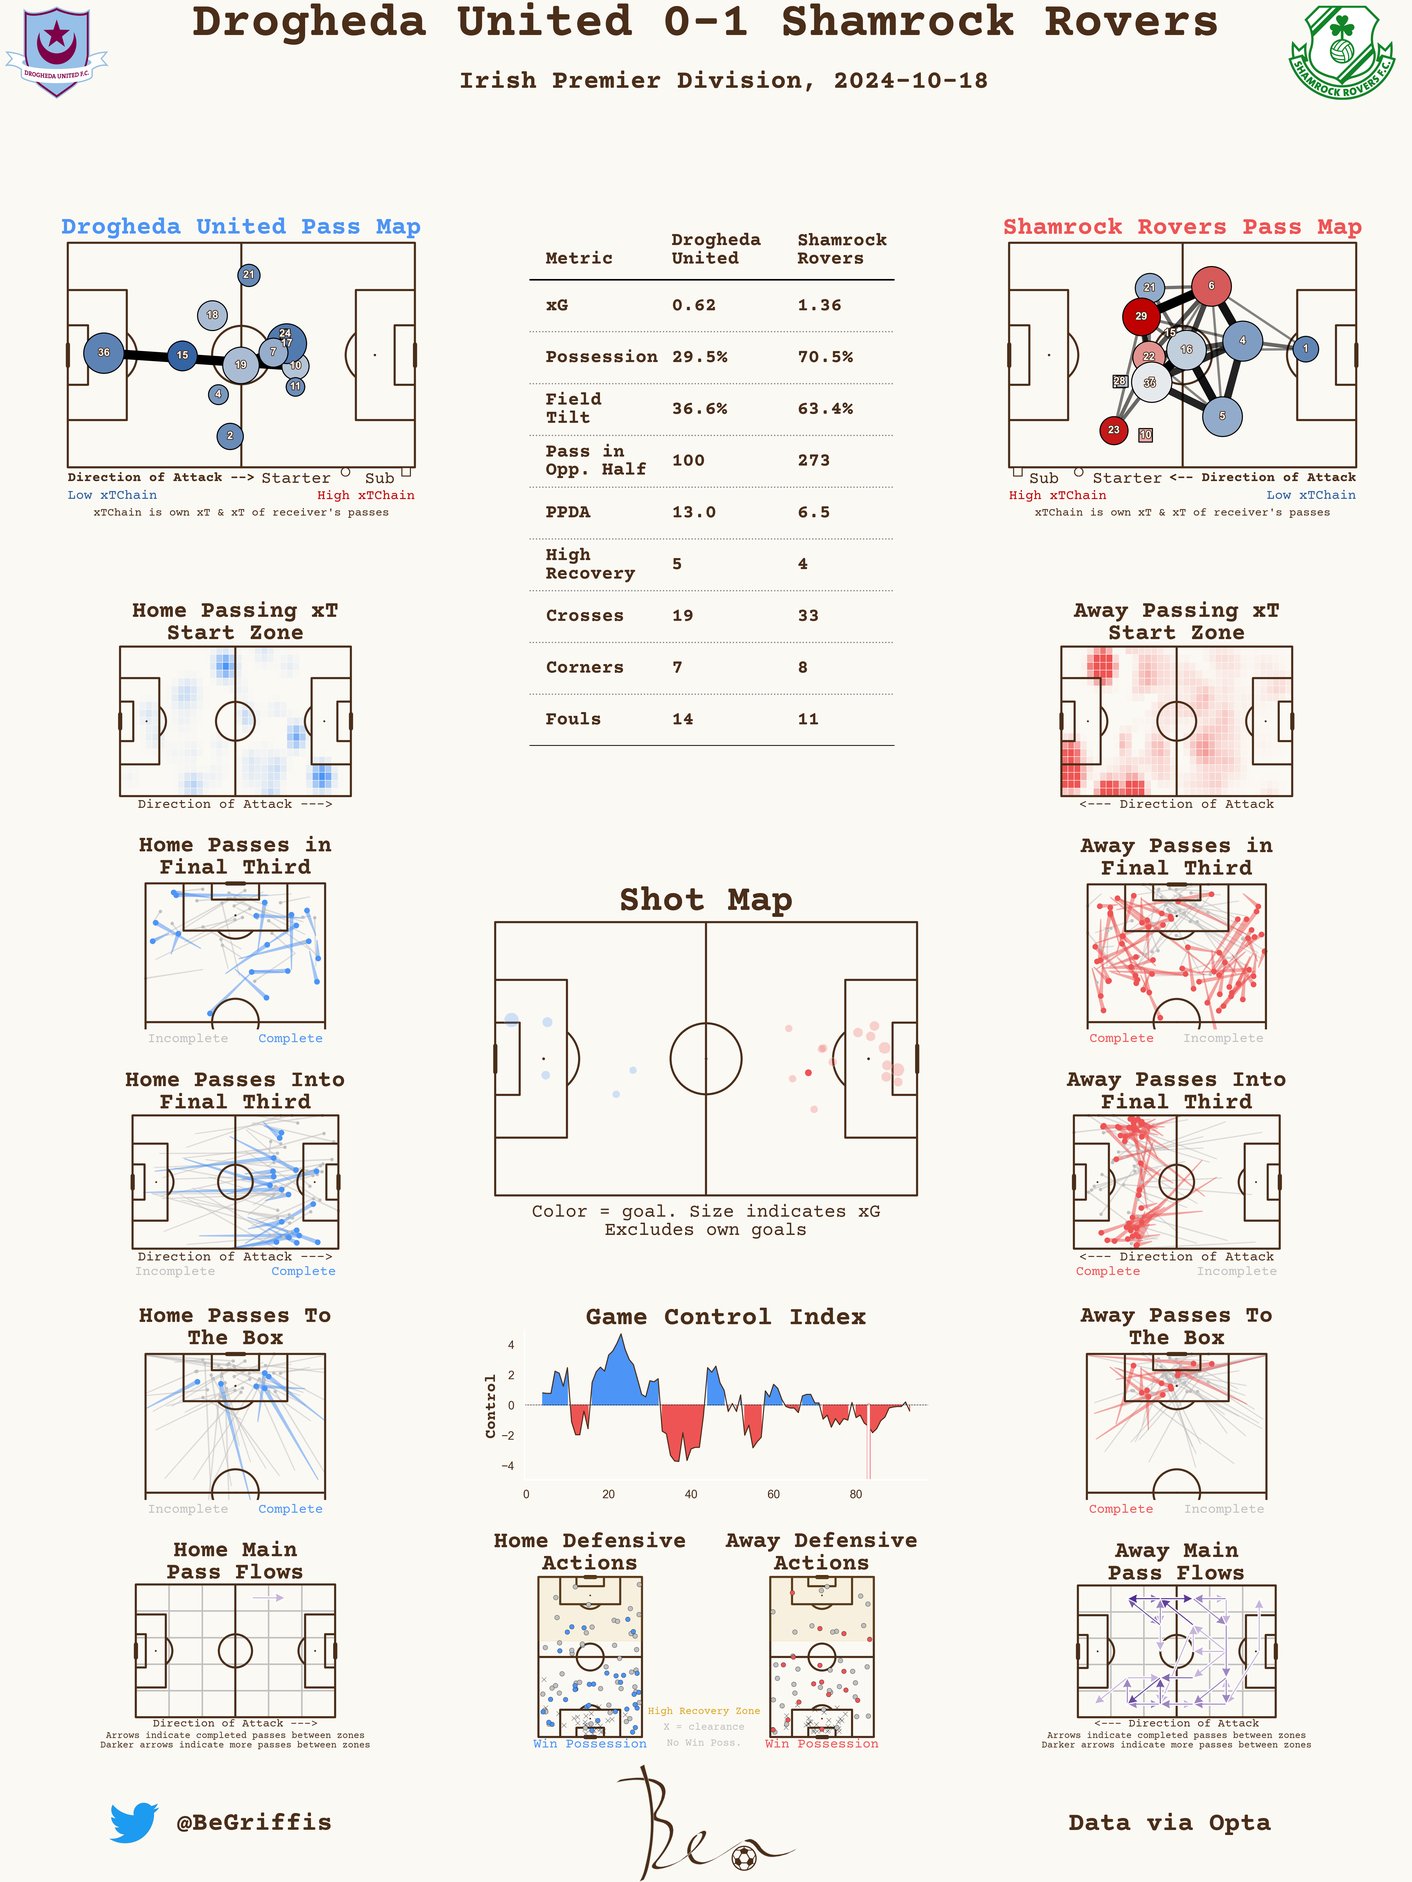 Drogheda United 0-1 Shamrock Rovers
Irish Premier Division, 2024-10-18
DROGHEDA UNITED F.C.
SHAMROCK ROVERS F.C.
Drogheda United Pass Map
21
18
24
17
36
15
7
19
10
11
4
2
Direction of Attack --> Starter Sub
Low xTChain High xTChain
xTChain is own xT & xT of receiver's passes
Metric Drogheda United Shamrock Rovers
xG 0.62 1.36
Possession 29.5% 70.5%
Field Tilt 36.6% 63.4%
Pass in Opp. Half 100 273
PPDA 13.0 6.5
High Recovery 5 4
Crosses 19 33
Corners 7 8
Fouls 14 11
Shamrock Rovers Pass Map
21
6
29
15
4
16
1
22
28
36
5
23
10
Sub Starter <-- Direction of Attack
High xTChain Low xTChain
xTChain is own xT & xT of receiver's passes
Home Passing xT
Start Zone
Direction of Attack --->
Away Passing xT
Start Zone
<--- Direction of Attack
Home Passes in
Final Third
Incomplete Complete
Away Passes in
Final Third
Complete Incomplete
Shot Map
Color = goal. Size indicates xG
Excludes own goals
Home Passes Into
Final Third
Direction of Attack --->
Incomplete Complete
Away Passes Into
Final Third
<--- Direction of Attack
Complete Incomplete
Home Passes To
The Box
Incomplete Complete
Game Control Index
Control
4
2
0
−2
−4
0 20 40 60 80
Away Passes To
The Box
Complete Incomplete
Home Main
Pass Flows
Direction of Attack --->
Arrows indicate completed passes between zones
Darker arrows indicate more passes between zones
Home Defensive
Actions
Win Possession
Away Defensive
Actions
Win Possession
High Recovery Zone
X = clearance
No Win Poss.
Away Main
Pass Flows
<--- Direction of Attack
Arrows indicate completed passes between zones
Darker arrows indicate more passes between zones
@BeGriffis
Ben
Data via Opta